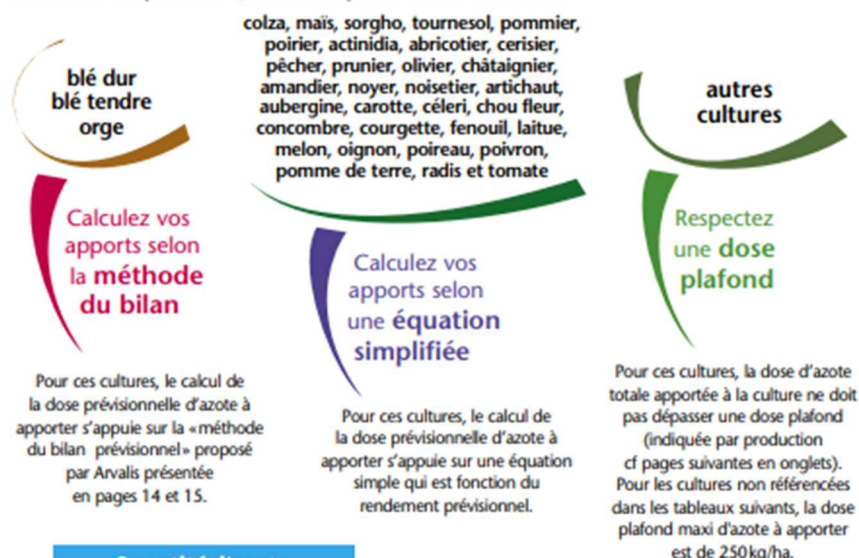 blé dur
blé tendre
orge
Calculez vos
apports selon
la méthode
du bilan
Pour ces cultures, le calcul de
la dose prévisionnelle d'azote à
apporter s'appuie sur la «méthode
du bilan prévisionnel» proposé
par Arvalis présentée
en pages 14 et 15.
colza, maïs, sorgho, tournesol, pommier,
poirier, actinidia, abricotier, cerisier,
pêcher, prunier, olivier, châtaignier,
amandier, noyer, noisetier, artichaut,
aubergine, carotte, céleri, chou fleur,
concombre, courgette, fenouil, laitue,
melon, oignon, poireau, poivron,
pomme de terre, radis et tomate
Calculez vos
apports selon
une équation
simplifiée
Pour ces cultures, le calcul de
la dose prévisionnelle d'azote à
apporter s'appuie sur une équation
simple qui est fonction du
rendement prévisionnel.
autres
cultures
Respectez
une dose
plafond
Pour ces cultures, la dose d'azote
totale apportée à la culture ne doit
pas dépasser une dose plafond
(indiquée par production
cf pages suivantes en onglets).
Pour les cultures non référencées
dans les tableaux suivants, la dose
plafond maxi d'azote à apporter
est de 250kg/ha.